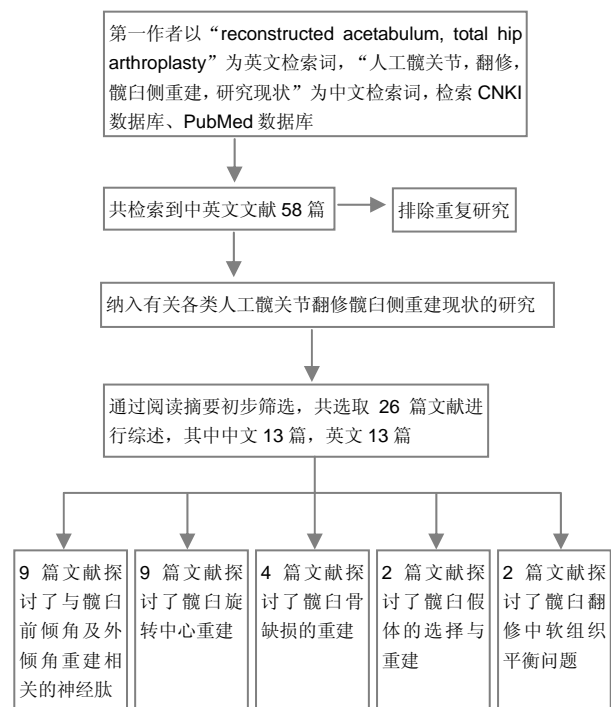 第一作者以“reconstructed acetabulum, total hip
arthroplasty”为英文检索词，“人工髋关节，翻修，
髋臼侧重建，研究现状”为中文检索词，检索 CNKI
数据库、PubMed 数据库
共检索到中英文文献 58 篇
排除重复研究
纳入有关各类人工髋关节翻修髋臼侧重建现状的研究
通过阅读摘要初步筛选，共选取 26 篇文献进
行综述，其中中文 13 篇，英文 13 篇
9 篇文献探
讨了与髋臼
前倾角及外
倾角重建相
关的神经肽
9 篇文献探
讨了髋臼旋
转中心重建
4 篇文献探
讨了髋臼骨
缺损的重建
2 篇文献探
讨了髋臼假
体的选择与
重建
2 篇文献探
讨了髋臼翻
修中软组织
平衡问题